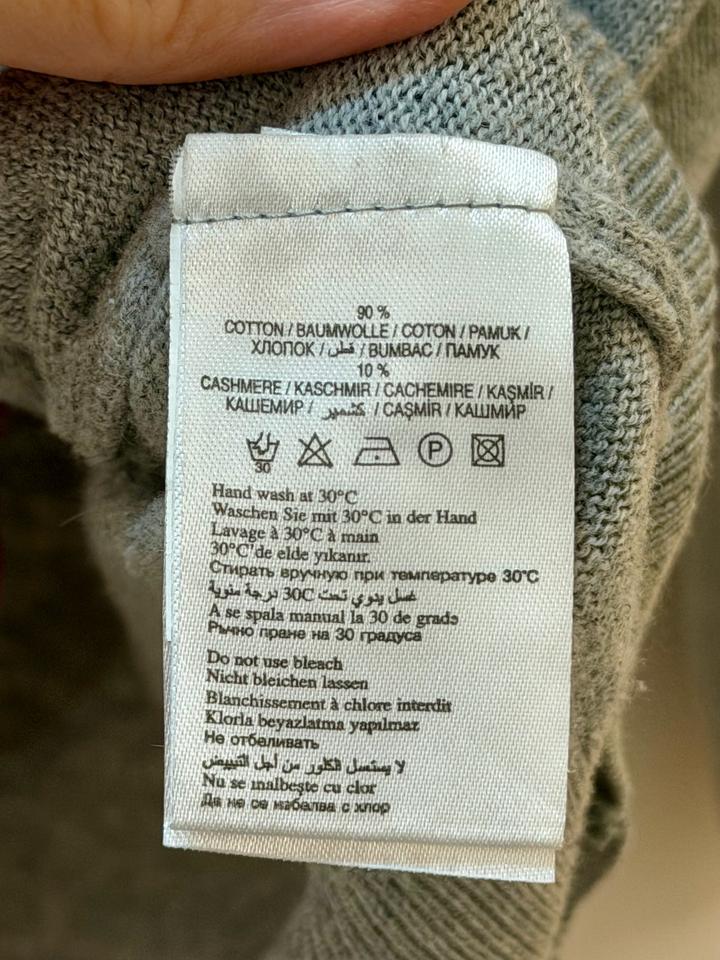 90 %
COTTON / BAUMWOLLE / COTON / PAMUK /
ХЛОПОК / قطن / BUMBAC / ПАМУК
10 %
CASHMERE / KASCHMIR / CACHEMIRE / KAŞMİR /
КАШЕМИР / كشمير / CAŞMIR / КАШМИР
30
P
Hand wash at 30°C
Waschen Sie mit 30°C in der Hand
Lavage à 30°C à main
30°C'de elde yıkanır.
Стирать вручную при температуре 30°C
غسل يدوي تحت 30C درجة مئوية
A se spala manual la 30 de grade
Ръчно пране на 30 градуса
Do not use bleach
Nicht bleichen lassen
Blanchissement à chlore interdit
Klorla beyazlatma yapılmaz
Не отбеливать
لا يستسل الكلور من أجل التبييض
Nu se inalbeşte cu clor
Да не се избелва с хлор